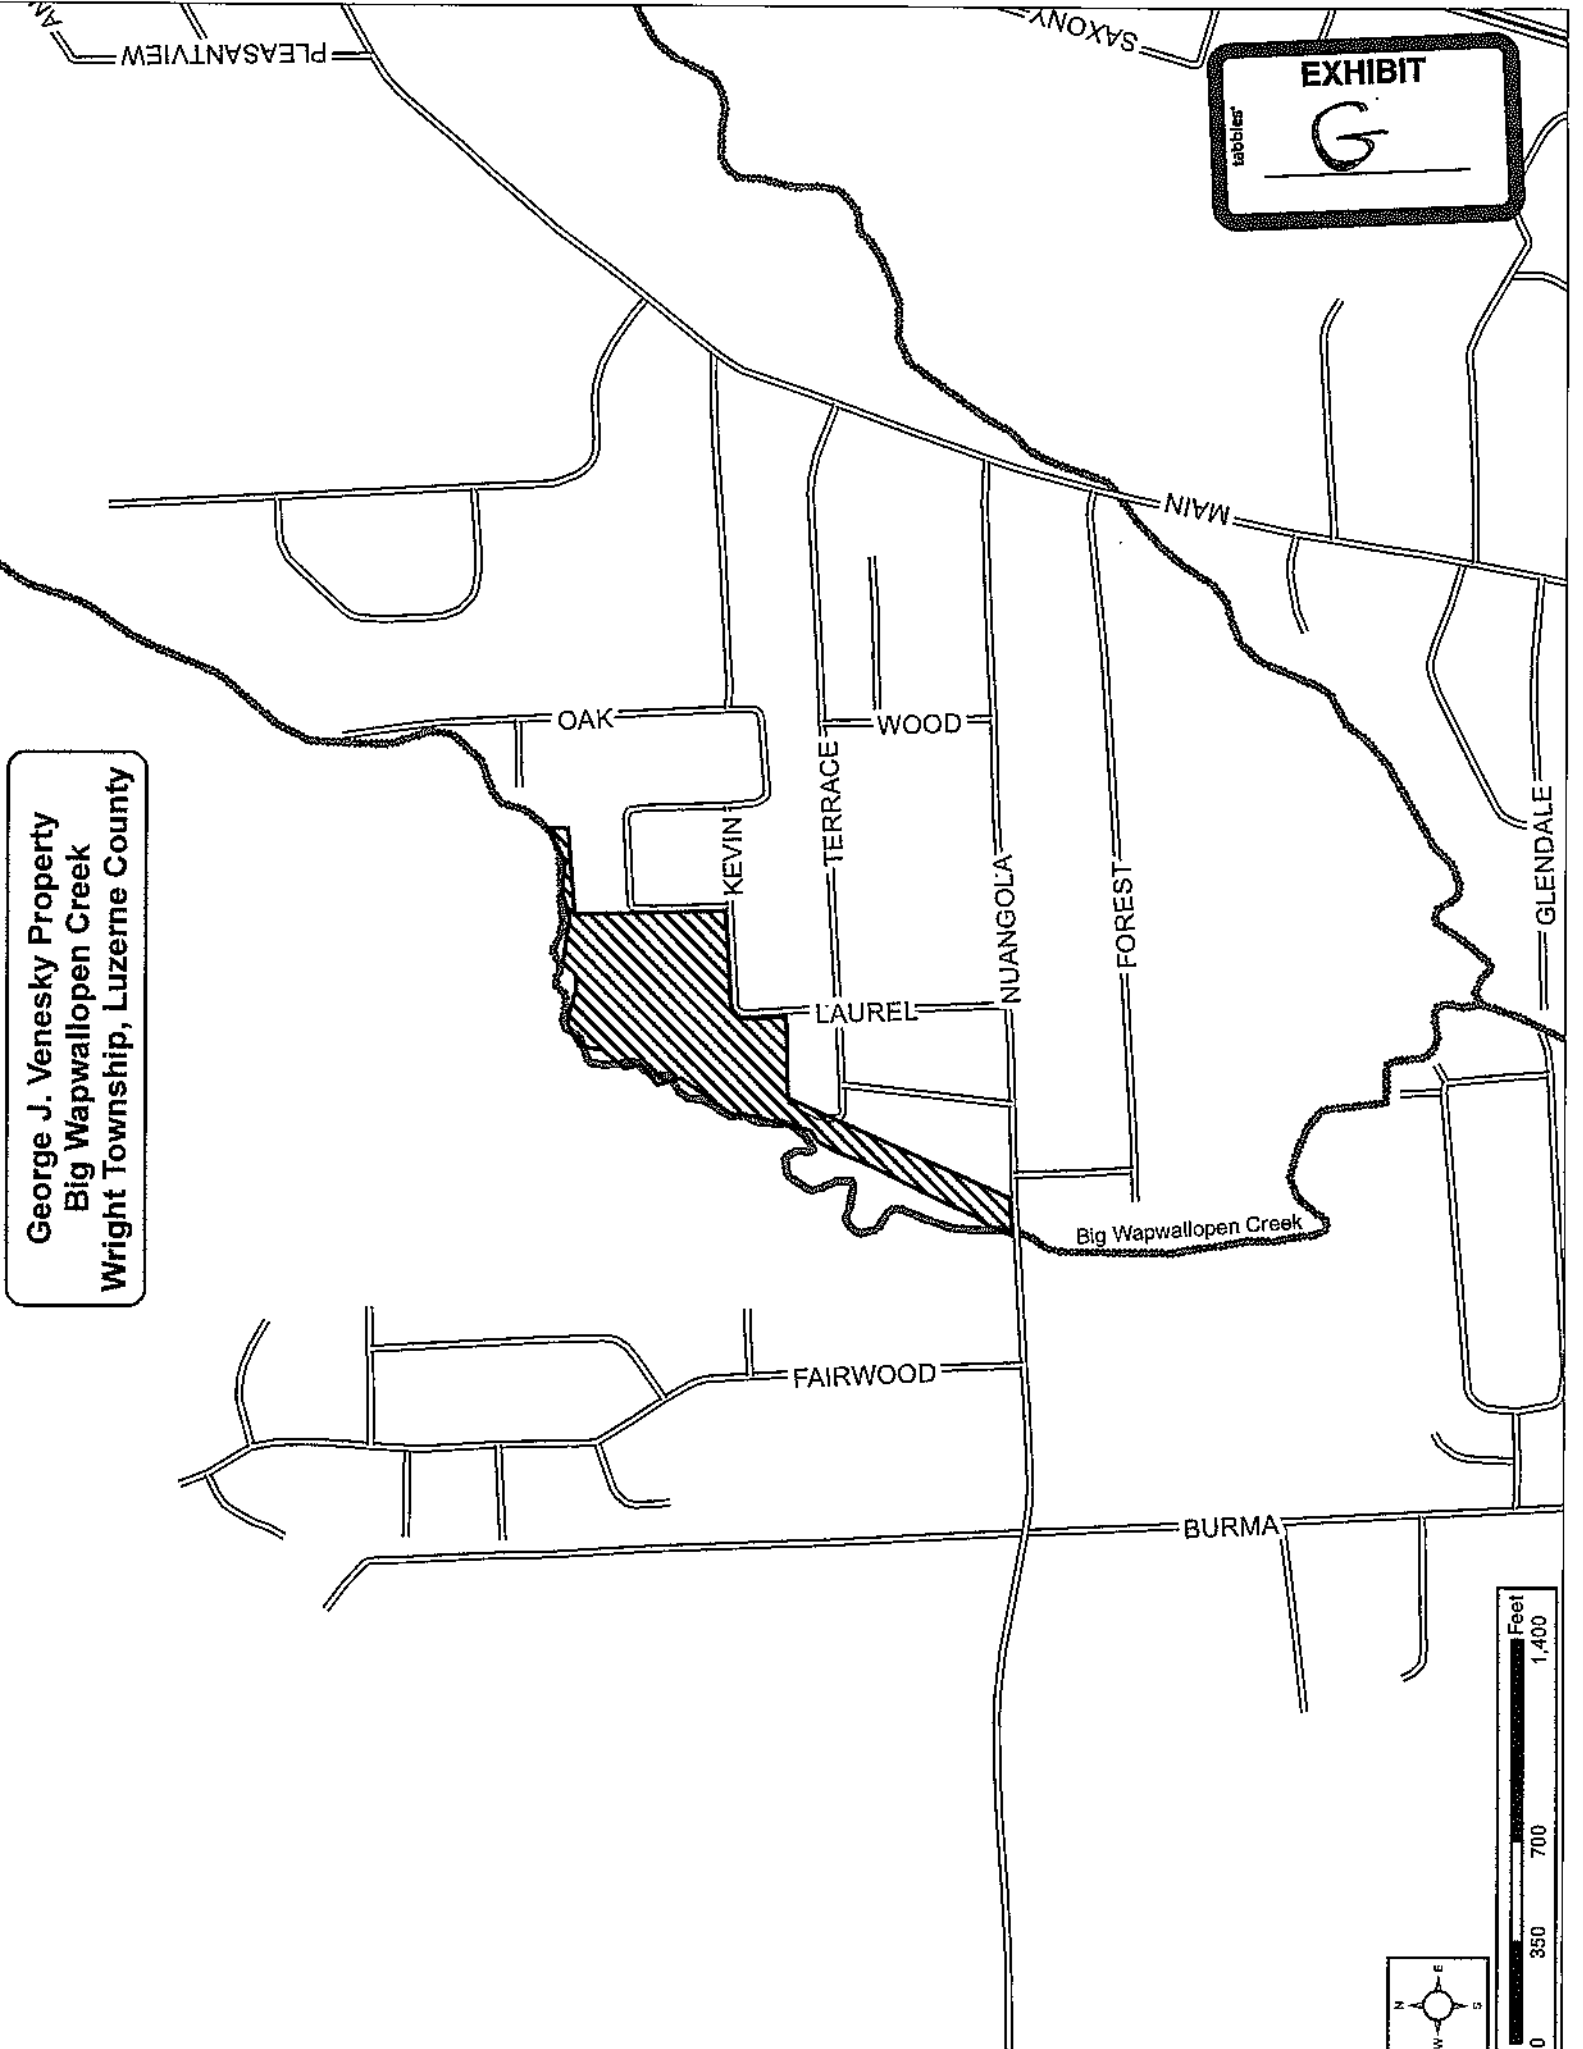 George J. Venesky Property
Big Wapwallopen Creek
Wright Township, Luzerne County
PLEASANTVIEW
SAXONY
EXHIBIT
tabbies'
G
MAIN
OAK
WOOD
KEVIN
TERRACE
NUANGOLA
FOREST
GLENDALE
LAUREL
Big Wapwallopen Creek
FAIRWOOD
BURMA
N
W
E
S
0 350 700 1,400
Feet